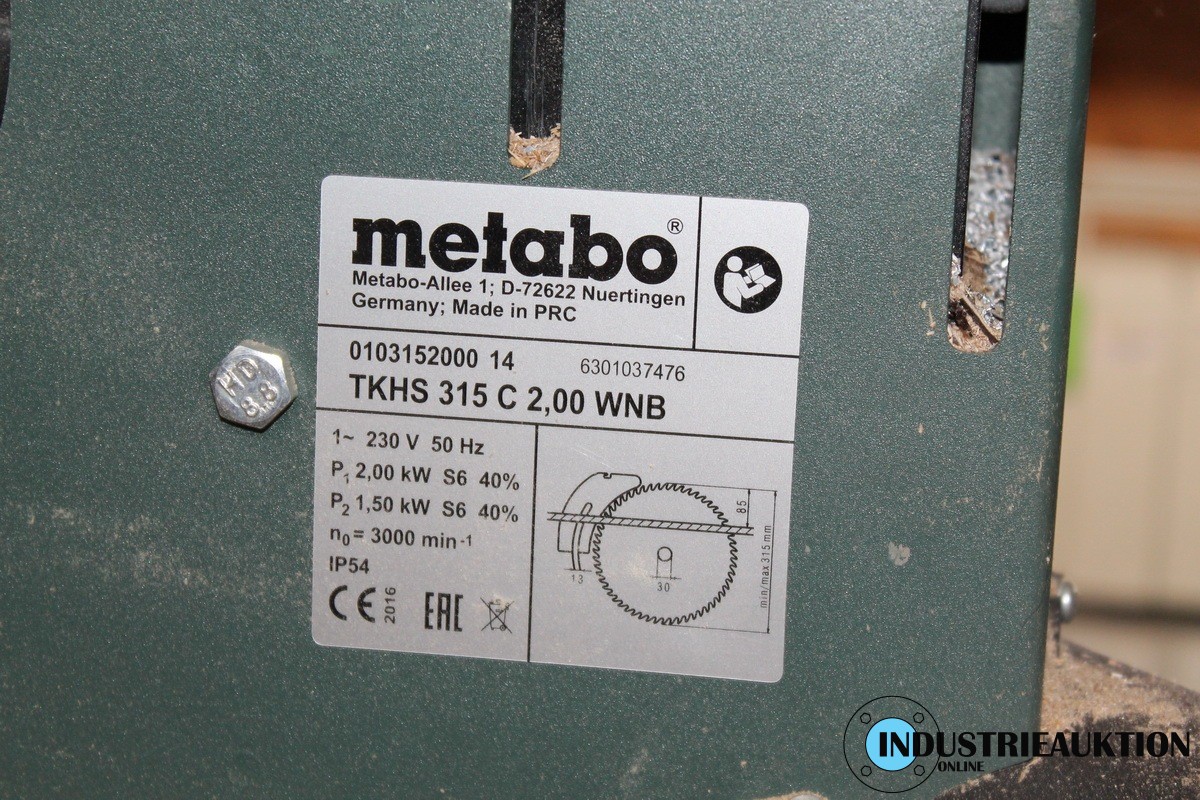 metabo®
Metabo-Allee 1; D-72622 Nuertingen
Germany; Made in PRC
0103152000 14 6301037476
TKHS 315 C 2,00 WNB
1~ 230 V 50 Hz
P1 2,00 kW S6 40%
P2 1,50 kW S6 40%
n0= 3000 min-1
IP54
CE 2016 EAC
85
min/max 315 mm
13
30
HD
8.8
INDUSTRIEAUKTION
ONLINE